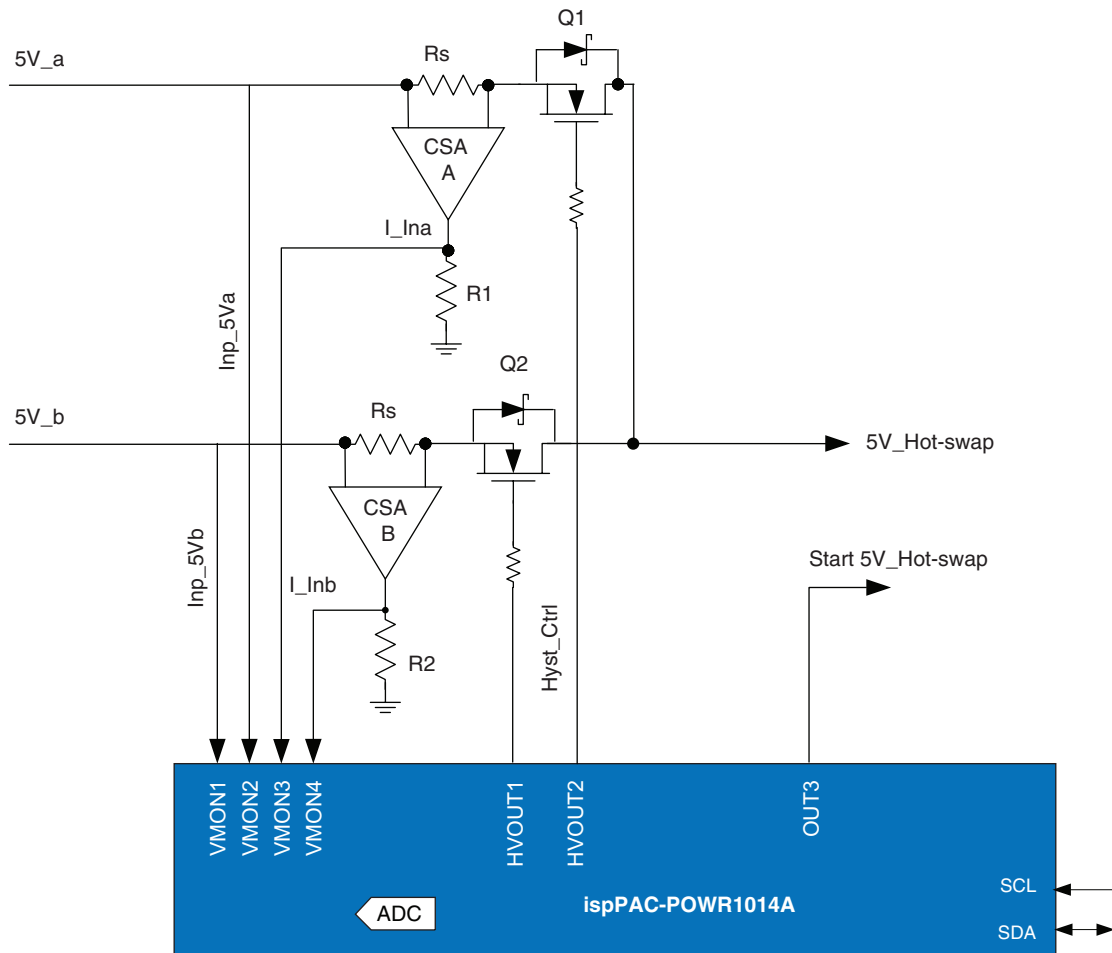 Q1
5V_a
Rs
CSA
A
I_Ina
R1
Inp_5Va
Q2
5V_b
Rs
5V_Hot-swap
CSA
B
Start 5V_Hot-swap
Inp_5Vb
I_Inb
Hyst_Ctrl
R2
VMON1
VMON2
VMON3
VMON4
HVOUT1
HVOUT2
OUT3
SCL
ADC
ispPAC-POWR1014A
SDA